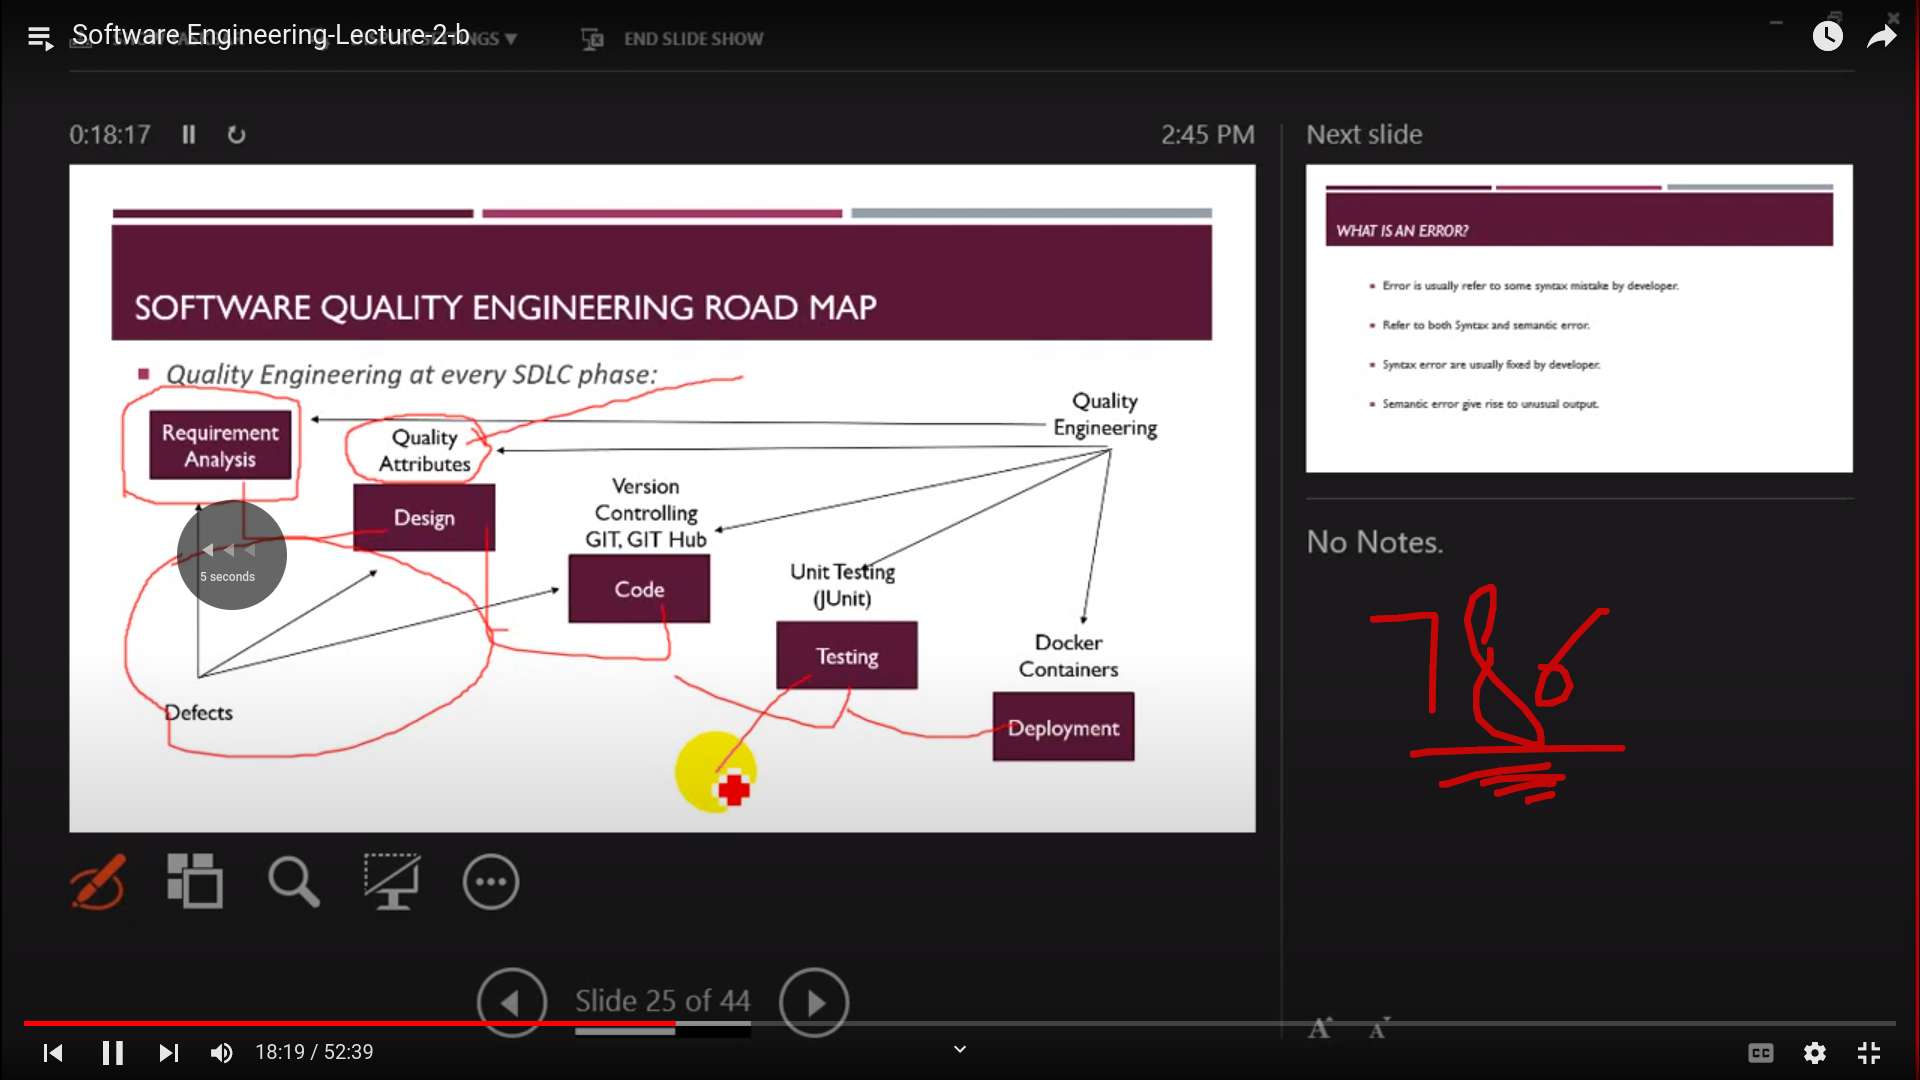 Software Engineering-Lecture-2-b
END SLIDE SHOW
0:18:17
2:45 PM
Next slide
SOFTWARE QUALITY ENGINEERING ROAD MAP
Quality Engineering at every SDLC phase:
Quality
Engineering
Requirement
Analysis
Quality
Attributes
Design
Version
Controlling
GIT, GIT Hub
Code
Unit Testing
(JUnit)
Testing
Docker
Containers
Deployment
Defects
5 seconds
WHAT IS AN ERROR?
Error is usually refer to some syntax mistake by developer.
Refer to both Syntax and semantic error.
Syntax error are usually fixed by developer.
Semantic error give rise to unusual output.
No Notes.
786
Slide 25 of 44
A A
18:19 / 52:39
CC